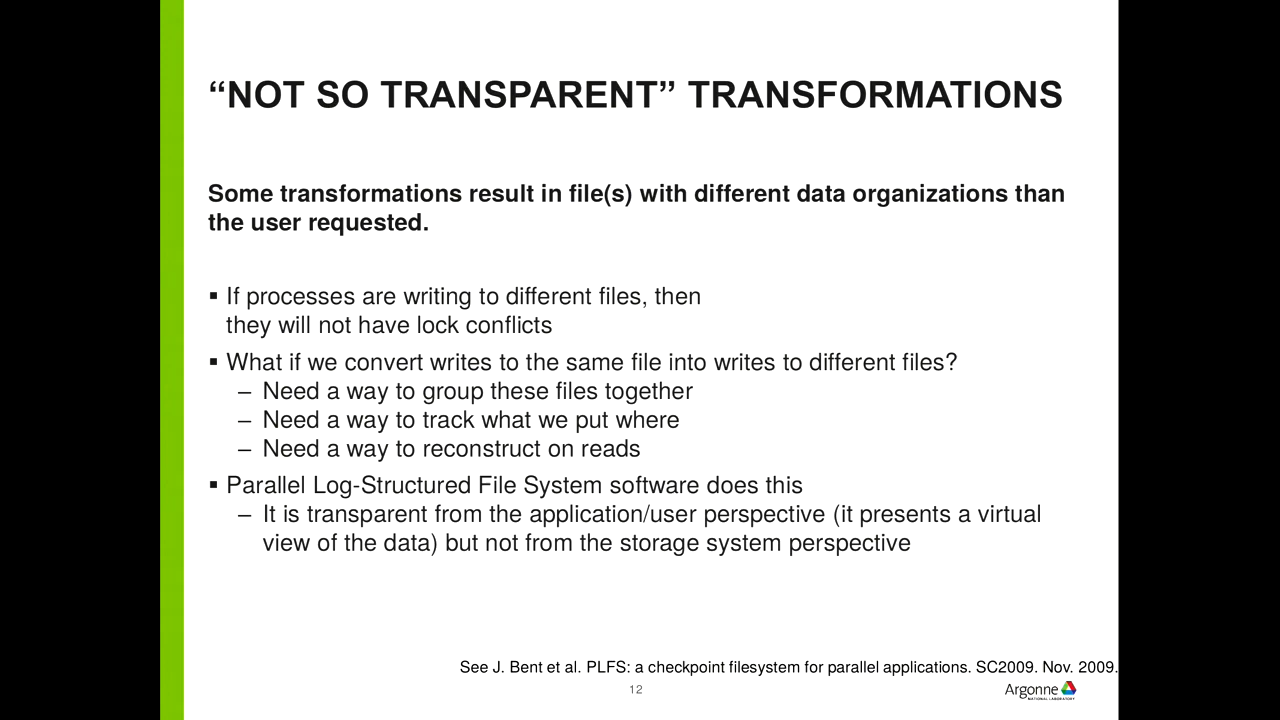 “NOT SO TRANSPARENT” TRANSFORMATIONS
Some transformations result in file(s) with different data organizations than
the user requested.
▪ If processes are writing to different files, then
they will not have lock conflicts
▪ What if we convert writes to the same file into writes to different files?
– Need a way to group these files together
– Need a way to track what we put where
– Need a way to reconstruct on reads
▪ Parallel Log-Structured File System software does this
– It is transparent from the application/user perspective (it presents a virtual
view of the data) but not from the storage system perspective
See J. Bent et al. PLFS: a checkpoint filesystem for parallel applications. SC2009. Nov. 2009.
12
Argonne
NATIONAL LABORATORY